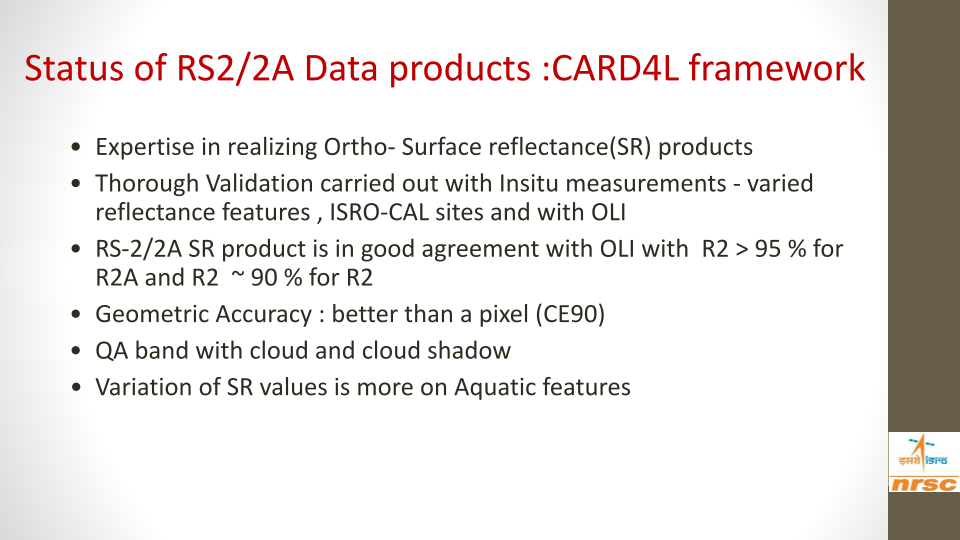 Status of RS2/2A Data products :CARD4L framework
• Expertise in realizing Ortho- Surface reflectance(SR) products
• Thorough Validation carried out with Insitu measurements - varied
reflectance features , ISRO-CAL sites and with OLI
• RS-2/2A SR product is in good agreement with OLI with  R2 > 95 % for
R2A and R2  ~ 90 % for R2
• Geometric Accuracy : better than a pixel (CE90)
• QA band with cloud and cloud shadow
• Variation of SR values is more on Aquatic features
इसरो isro
nrsc